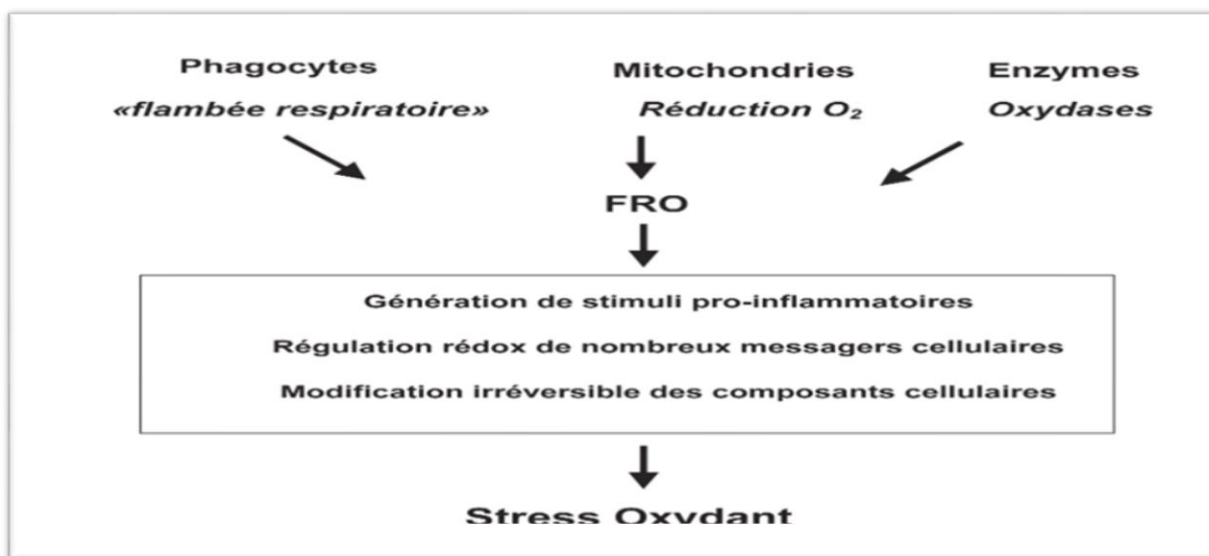 Phagocytes
Mitochondries
Enzymes
«flambée respiratoire»
Réduction O₂
Oxydases
FRO
Génération de stimuli pro-inflammatoires
Régulation rédox de nombreux messagers cellulaires
Modification irréversible des composants cellulaires
Stress Oxydant